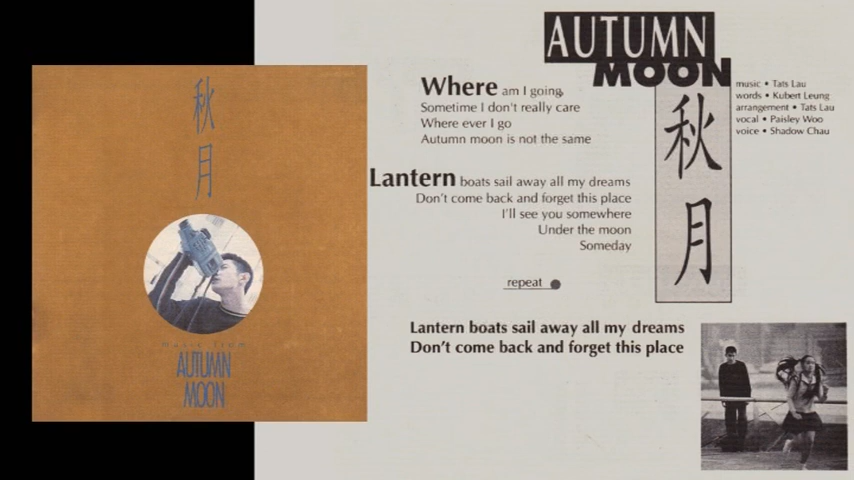 秋月
music from
AUTUMN
MOON
AUTUMN
MOON
秋月
music • Tats Lau
words • Kubert Leung
arrangement • Tats Lau
vocal • Paisley Woo
voice • Shadow Chau
Where am I going,
Sometime I don't really care
Where ever I go
Autumn moon is not the same
Lantern boats sail away all my dreams
Don't come back and forget this place
I'll see you somewhere
Under the moon
Someday
repeat
Lantern boats sail away all my dreams
Don't come back and forget this place